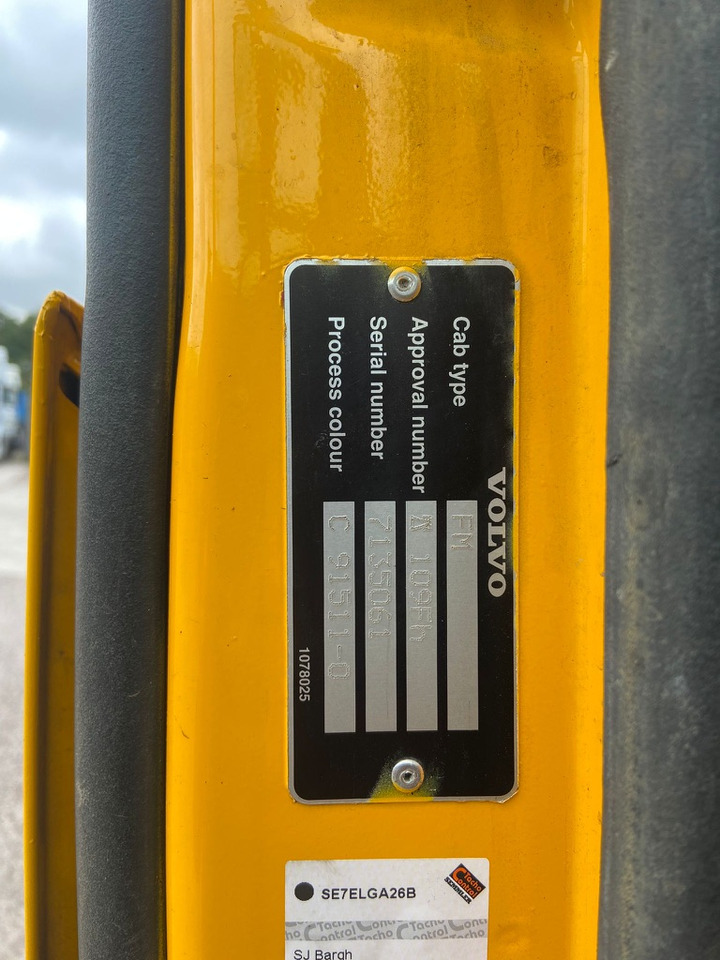 VOLVO
Cab type FM
Approval number
Serial number 7135061
Process colour C 91511-0
1078025
SE7ELGA26B
Tacho Control
SJ Bargh